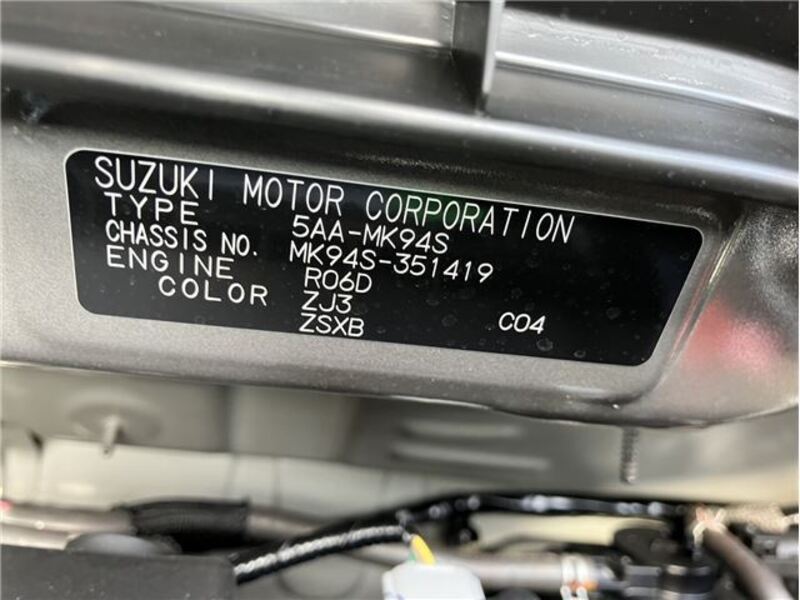 SUZUKI MOTOR CORPORATION
TYPE 5AA-MK94S
CHASSIS NO. MK94S-351419
ENGINE R06D
COLOR ZJ3
ZSXB C04